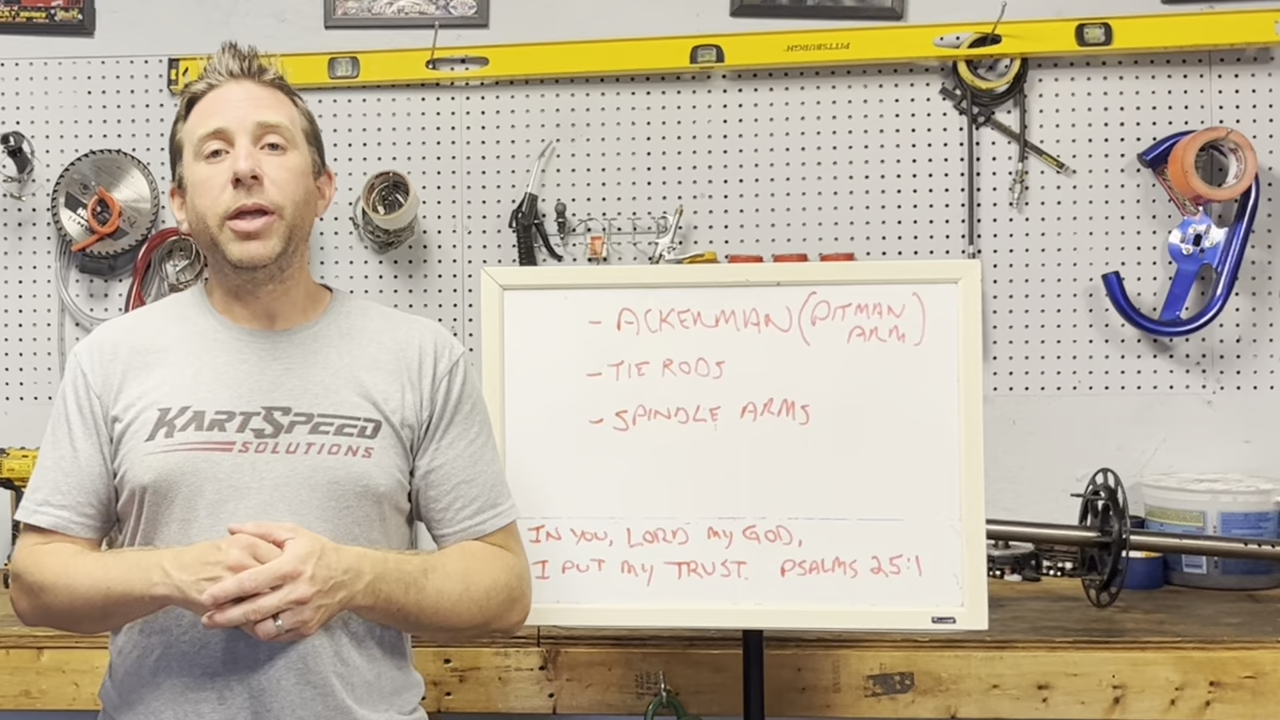 PITTSBURGH
KARTSPEED
SOLUTIONS
- ACKERMAN (PITMAN
ARM)
- TIE RODS
- SPINDLE ARMS
IN YOU, LORD MY GOD,
I PUT MY TRUST. PSALMS 25:1